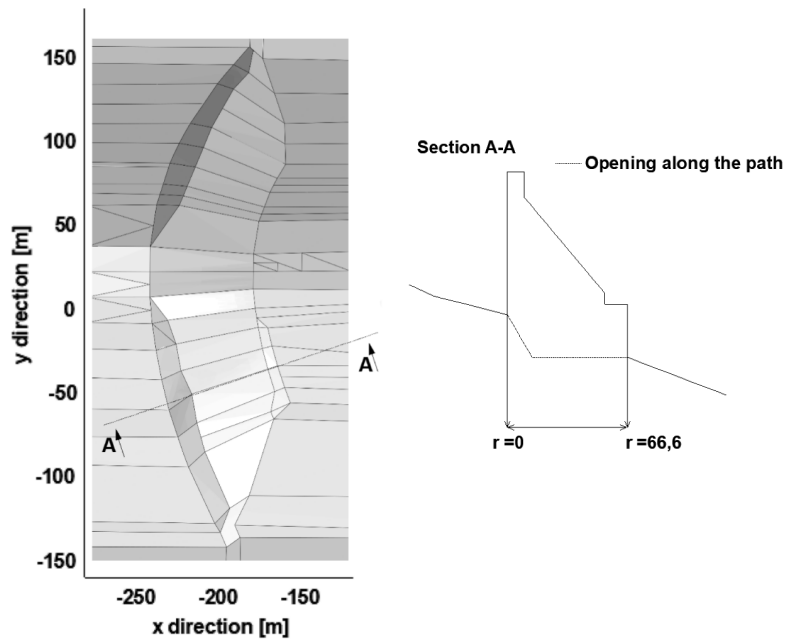 150
100
50
0
-50
-100
-150
y direction [m]
-250
-200
-150
x direction [m]
A
A
Section A-A
Opening along the path
r =0
r =66,6